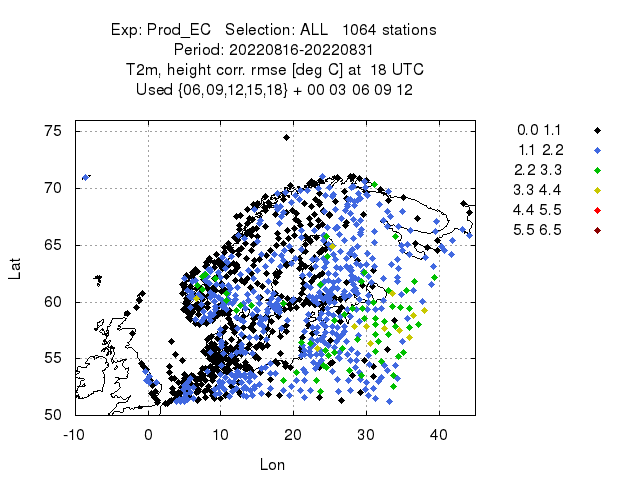 Exp: Prod_EC   Selection: ALL   1064 stations
Period: 20220816-20220831
T2m, height corr. rmse [deg C] at  18 UTC
Used {06,09,12,15,18} + 00 03 06 09 12
0.0 1.1
1.1 2.2
2.2 3.3
3.3 4.4
4.4 5.5
5.5 6.5
75
70
65
60
55
50
Lat
-10 0 10 20 30 40
Lon